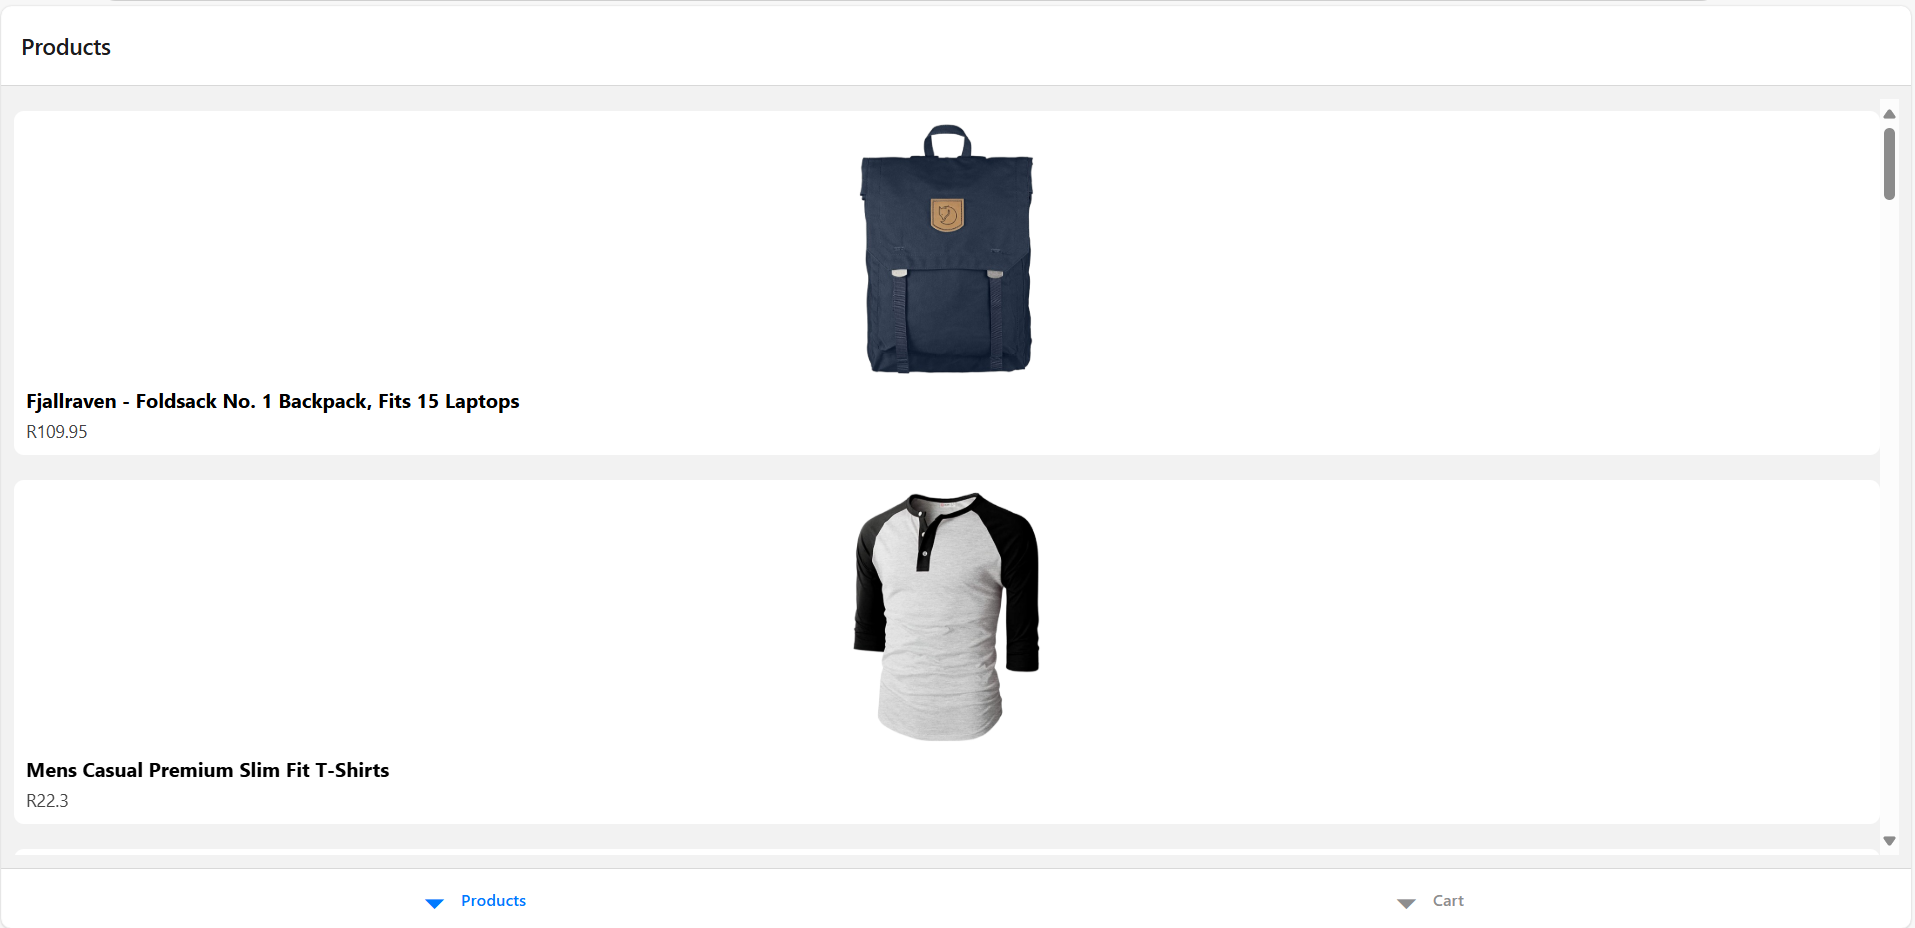 Products
Fjallraven - Foldsack No. 1 Backpack, Fits 15 Laptops
R109.95
Mens Casual Premium Slim Fit T-Shirts
R22.3
Products
Cart